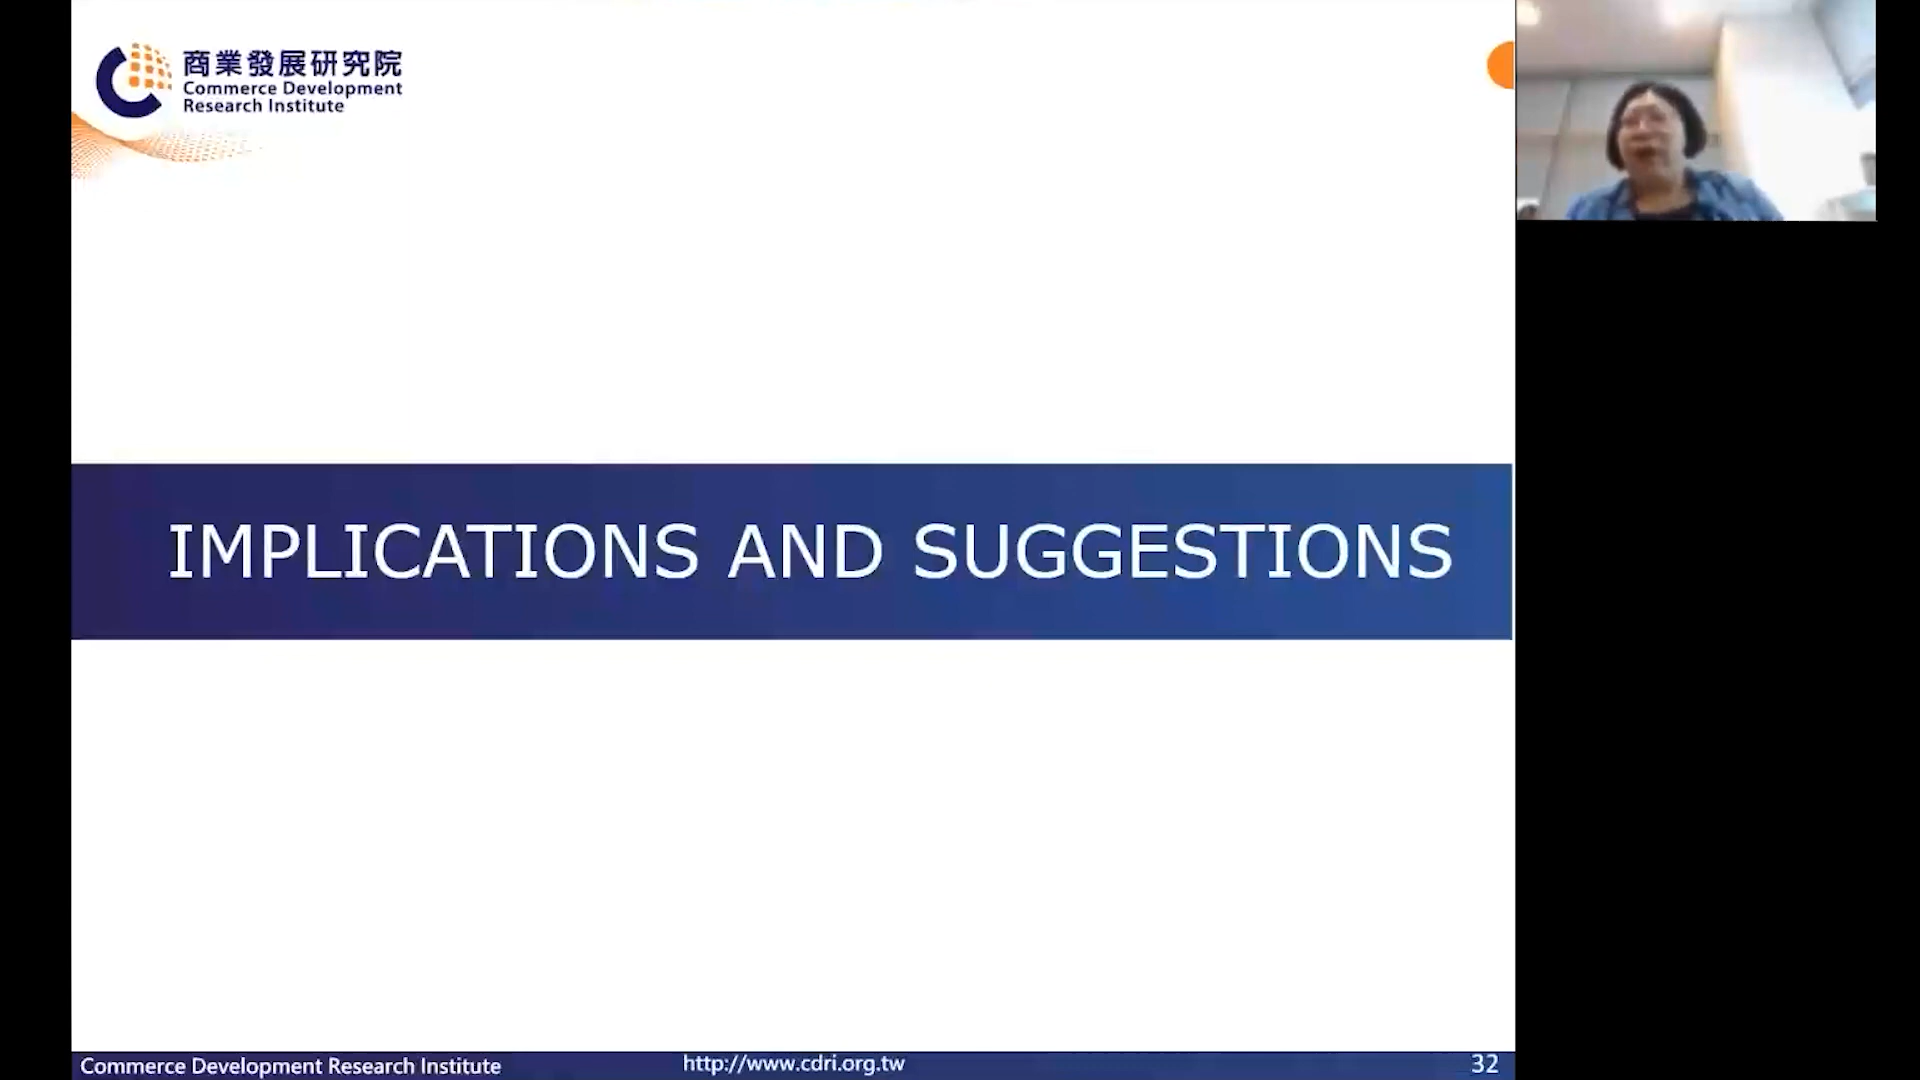 商業發展研究院
Commerce Development
Research Institute
IMPLICATIONS AND SUGGESTIONS
Commerce Development Research Institute
http://www.cdri.org.tw
32